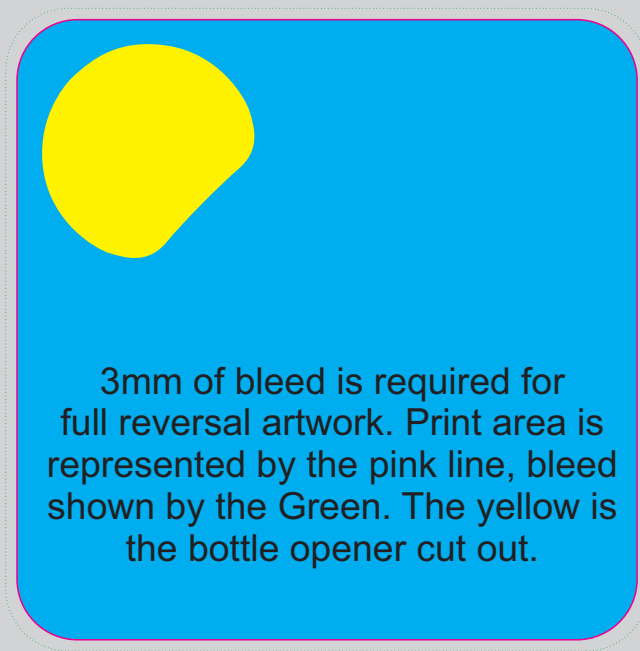 3mm of bleed is required for
full reversal artwork. Print area is
represented by the pink line, bleed
shown by the Green. The yellow is
the bottle opener cut out.